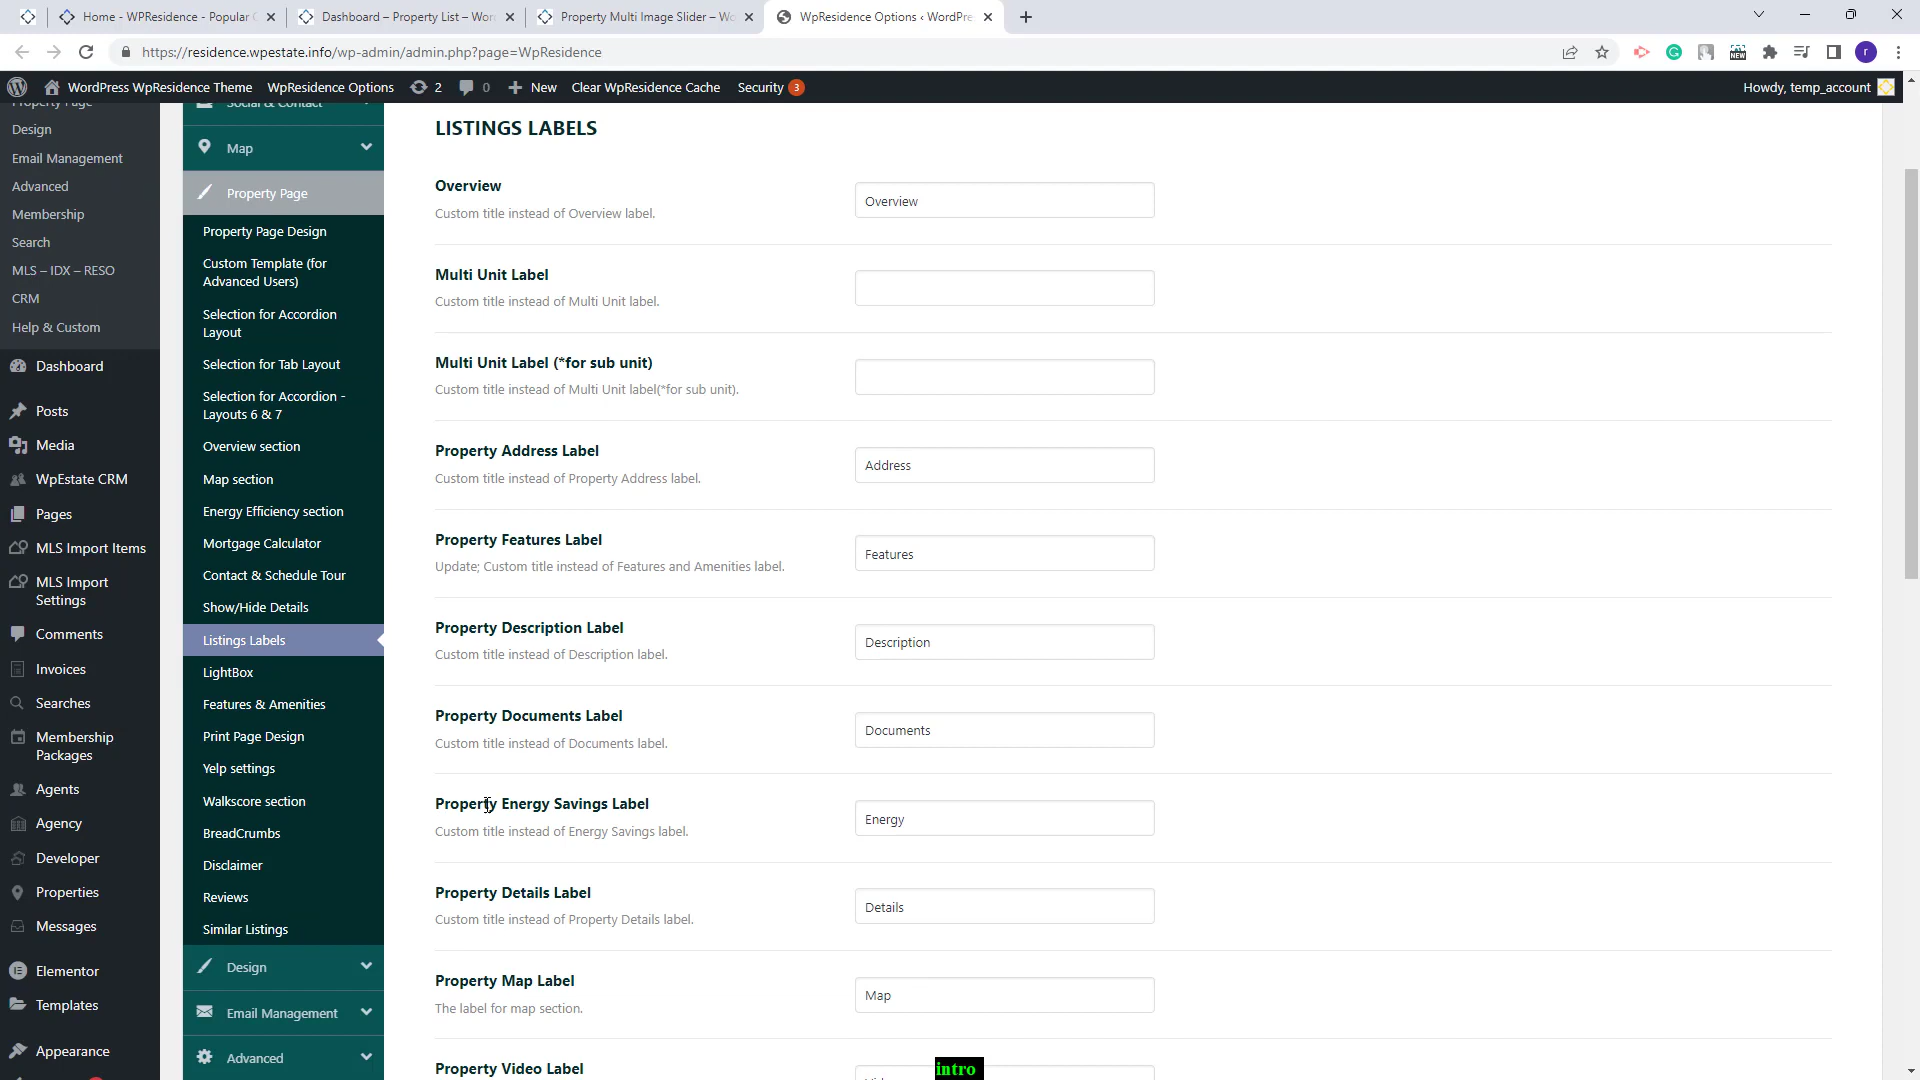 Home - WPResidence - Popular
Dashboard – Property List – Wor
Property Multi Image Slider – Wo
WpResidence Options ‹ WordPre
https://residence.wpestate.info/wp-admin/admin.php?page=WpResidence
NEW
r
WordPress WpResidence Theme
WpResidence Options
2
0
New
Clear WpResidence Cache
Security 3
Howdy, temp_account
Property Page
Design
Email Management
Advanced
Membership
Search
MLS – IDX – RESO
CRM
Help & Custom
Dashboard
Posts
Media
WpEstate CRM
Pages
MLS Import Items
MLS Import
Settings
Comments
Invoices
Searches
Membership
Packages
Agents
Agency
Developer
Properties
Messages
Elementor
Templates
Appearance
Social & Contact
Map
Property Page
Property Page Design
Custom Template (for
Advanced Users)
Selection for Accordion
Layout
Selection for Tab Layout
Selection for Accordion -
Layouts 6 & 7
Overview section
Map section
Energy Efficiency section
Mortgage Calculator
Contact & Schedule Tour
Show/Hide Details
Listings Labels
LightBox
Features & Amenities
Print Page Design
Yelp settings
Walkscore section
BreadCrumbs
Disclaimer
Reviews
Similar Listings
Design
Email Management
Advanced
LISTINGS LABELS
Overview
Custom title instead of Overview label.
Overview
Multi Unit Label
Custom title instead of Multi Unit label.
Multi Unit Label (*for sub unit)
Custom title instead of Multi Unit label(*for sub unit).
Property Address Label
Custom title instead of Property Address label.
Address
Property Features Label
Update; Custom title instead of Features and Amenities label.
Features
Property Description Label
Custom title instead of Description label.
Description
Property Documents Label
Custom title instead of Documents label.
Documents
Property Energy Savings Label
Custom title instead of Energy Savings label.
Energy
Property Details Label
Custom title instead of Property Details label.
Details
Property Map Label
The label for map section.
Map
Property Video Label
intro